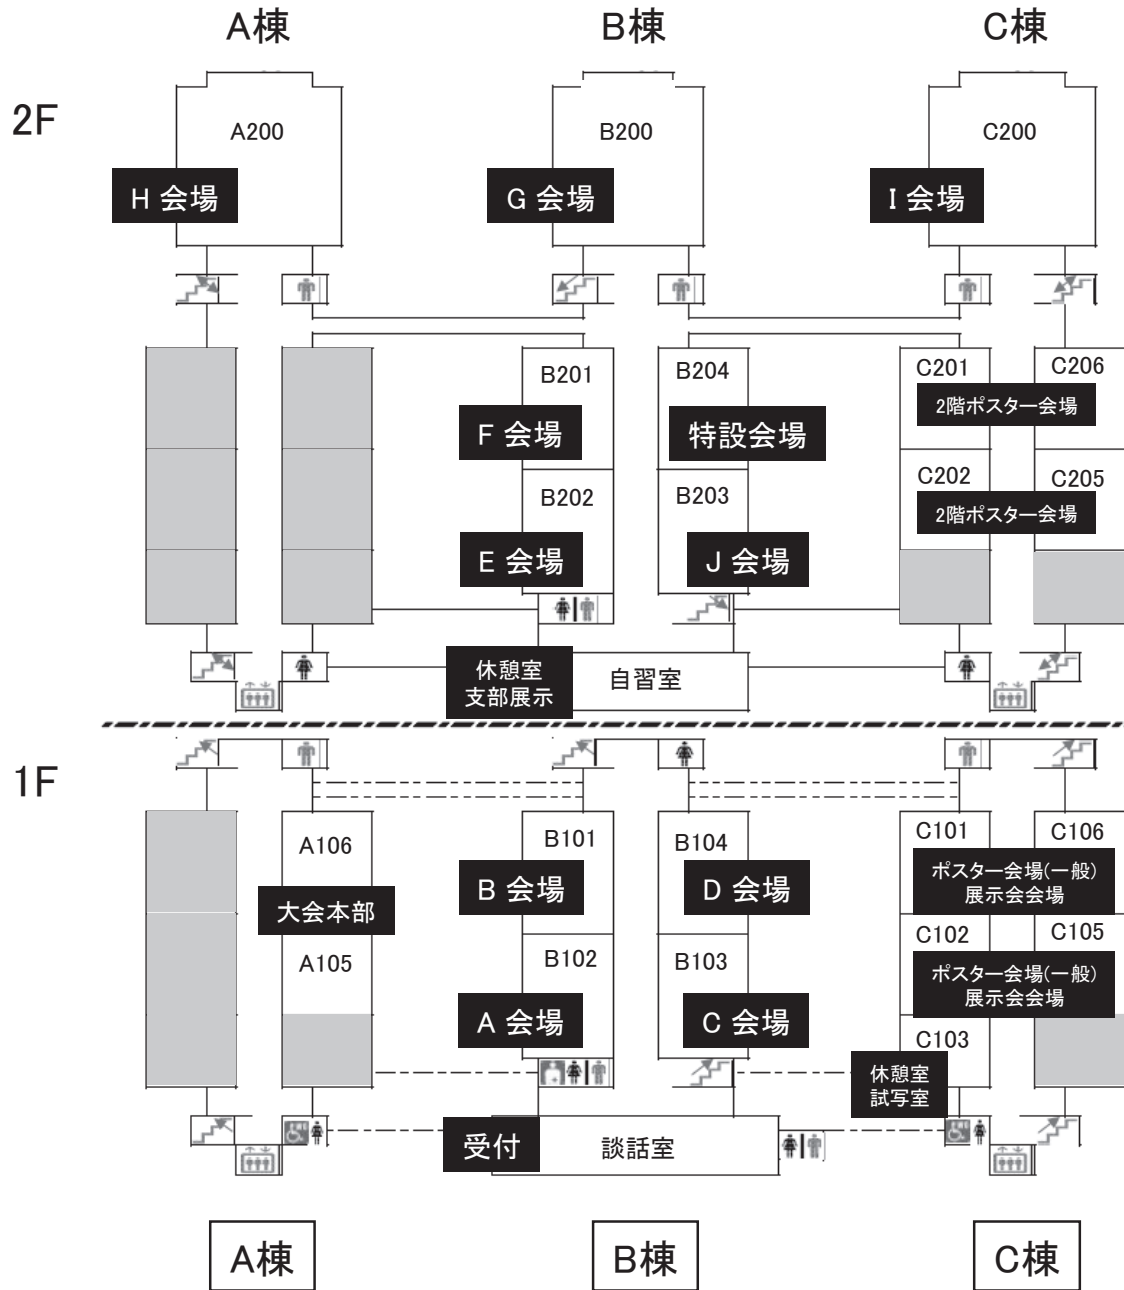 A棟
B棟
C棟
2F
A200
B200
C200
H 会場
G 会場
I 会場
B201
B204
C201
C206
2階ポスター会場
F 会場
特設会場
B202
B203
C202
C205
2階ポスター会場
E 会場
J 会場
休憩室
支部展示
自習室
1F
A106
B101
B104
C101
C106
ポスター会場(一般)
展示会会場
B 会場
D 会場
大会本部
A105
B102
B103
C102
C105
ポスター会場(一般)
展示会会場
A 会場
C 会場
C103
休憩室
試写室
受付
談話室
A棟
B棟
C棟